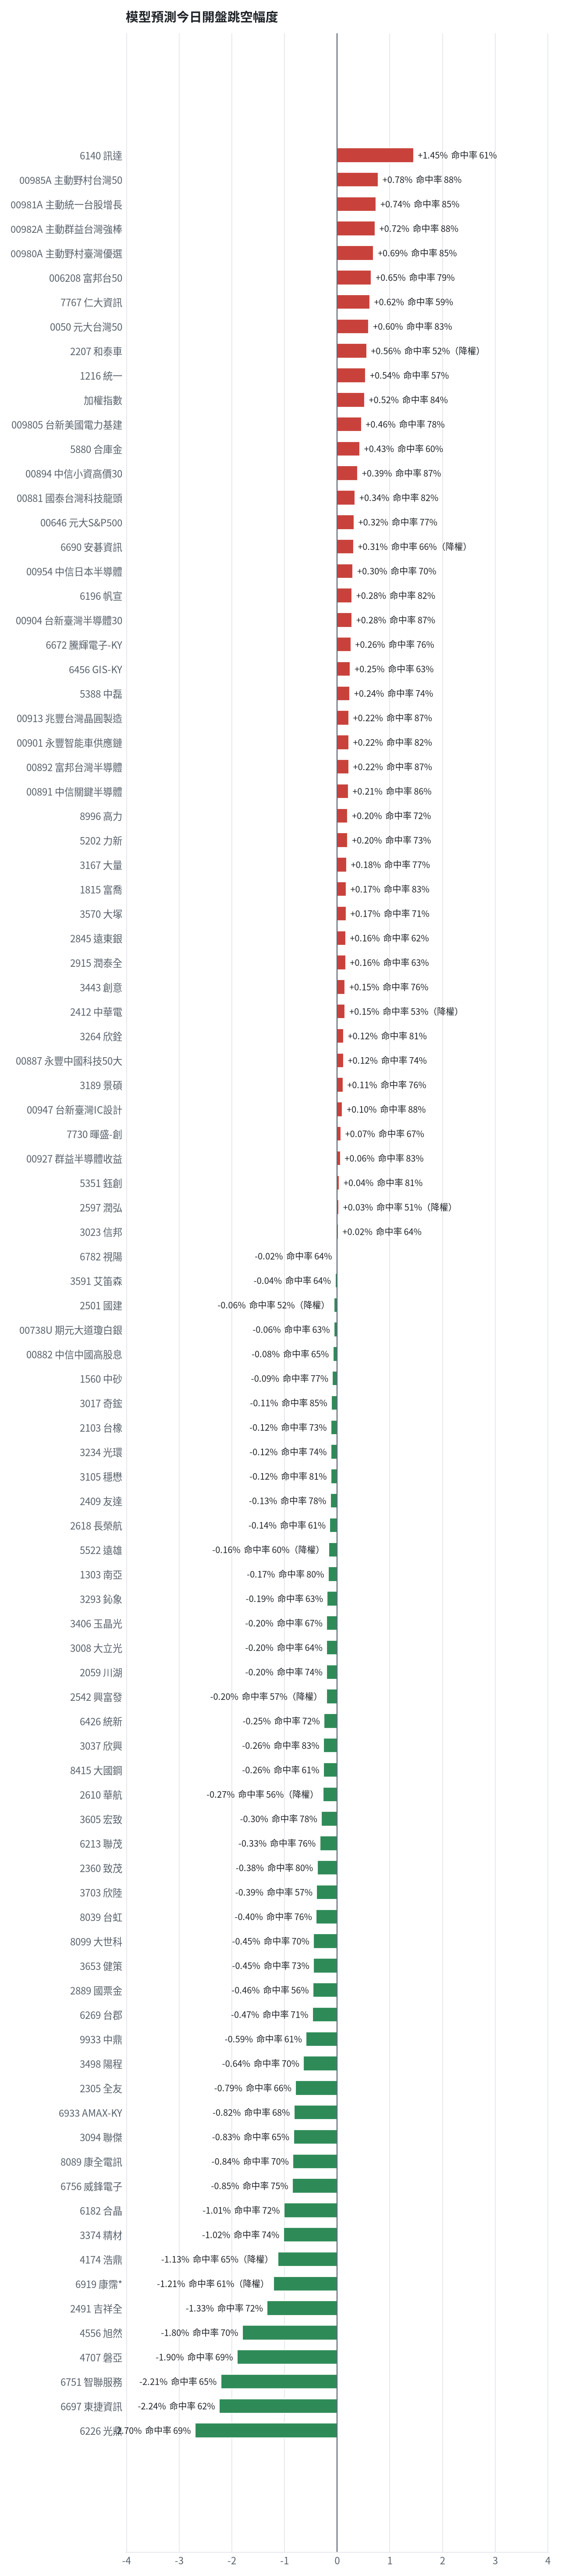 模型預測今日開盤跳空幅度
6140 訊達 +1.45% 命中率 61%
00985A 主動野村台灣50 +0.78% 命中率 88%
00981A 主動統一台股增長 +0.74% 命中率 85%
00982A 主動群益台灣強棒 +0.72% 命中率 88%
00980A 主動野村臺灣優選 +0.69% 命中率 85%
006208 富邦台50 +0.65% 命中率 79%
7767 仁大資訊 +0.62% 命中率 59%
0050 元大台灣50 +0.60% 命中率 83%
2207 和泰車 +0.56% 命中率 52%（降權）
1216 統一 +0.54% 命中率 57%
加權指數 +0.52% 命中率 84%
009805 台新美國電力基建 +0.46% 命中率 78%
5880 合庫金 +0.43% 命中率 60%
00894 中信小資高價30 +0.39% 命中率 87%
00881 國泰台灣科技龍頭 +0.34% 命中率 82%
00646 元大S&P500 +0.32% 命中率 77%
6690 安碁資訊 +0.31% 命中率 66%（降權）
00954 中信日本半導體 +0.30% 命中率 70%
6196 帆宣 +0.28% 命中率 82%
00904 台新臺灣半導體30 +0.28% 命中率 87%
6672 騰輝電子-KY +0.26% 命中率 76%
6456 GIS-KY +0.25% 命中率 63%
5388 中磊 +0.24% 命中率 74%
00913 兆豐台灣晶圓製造 +0.22% 命中率 87%
00901 永豐智能車供應鏈 +0.22% 命中率 82%
00892 富邦台灣半導體 +0.22% 命中率 87%
00891 中信關鍵半導體 +0.21% 命中率 86%
8996 高力 +0.20% 命中率 72%
5202 力新 +0.20% 命中率 73%
3167 大量 +0.18% 命中率 77%
1815 富喬 +0.17% 命中率 83%
3570 大塚 +0.17% 命中率 71%
2845 遠東銀 +0.16% 命中率 62%
2915 潤泰全 +0.16% 命中率 63%
3443 創意 +0.15% 命中率 76%
2412 中華電 +0.15% 命中率 53%（降權）
3264 欣銓 +0.12% 命中率 81%
00887 永豐中國科技50大 +0.12% 命中率 74%
3189 景碩 +0.11% 命中率 76%
00947 台新臺灣IC設計 +0.10% 命中率 88%
7730 暉盛-創 +0.07% 命中率 67%
00927 群益半導體收益 +0.06% 命中率 83%
5351 鈺創 +0.04% 命中率 81%
2597 潤弘 +0.03% 命中率 51%（降權）
3023 信邦 +0.02% 命中率 64%
6782 視陽 -0.02% 命中率 64%
3591 艾笛森 -0.04% 命中率 64%
2501 國建 -0.06% 命中率 52%（降權）
00738U 期元大道瓊白銀 -0.06% 命中率 63%
00882 中信中國高股息 -0.08% 命中率 65%
1560 中砂 -0.09% 命中率 77%
3017 奇鋐 -0.11% 命中率 85%
2103 台橡 -0.12% 命中率 73%
3234 光環 -0.12% 命中率 74%
3105 穩懋 -0.12% 命中率 81%
2409 友達 -0.13% 命中率 78%
2618 長榮航 -0.14% 命中率 61%
5522 遠雄 -0.16% 命中率 60%（降權）
1303 南亞 -0.17% 命中率 80%
3293 鈊象 -0.19% 命中率 63%
3406 玉晶光 -0.20% 命中率 67%
3008 大立光 -0.20% 命中率 64%
2059 川湖 -0.20% 命中率 74%
2542 興富發 -0.20% 命中率 57%（降權）
6426 統新 -0.25% 命中率 72%
3037 欣興 -0.26% 命中率 83%
8415 大國鋼 -0.26% 命中率 61%
2610 華航 -0.27% 命中率 56%（降權）
3605 宏致 -0.30% 命中率 78%
6213 聯茂 -0.33% 命中率 76%
2360 致茂 -0.38% 命中率 80%
3703 欣陸 -0.39% 命中率 57%
8039 台虹 -0.40% 命中率 76%
8099 大世科 -0.45% 命中率 70%
3653 健策 -0.45% 命中率 73%
2889 國票金 -0.46% 命中率 56%
6269 台郡 -0.47% 命中率 71%
9933 中鼎 -0.59% 命中率 61%
3498 陽程 -0.64% 命中率 70%
2305 全友 -0.79% 命中率 66%
6933 AMAX-KY -0.82% 命中率 68%
3094 聯傑 -0.83% 命中率 65%
8089 康全電訊 -0.84% 命中率 70%
6756 威鋒電子 -0.85% 命中率 75%
6182 合晶 -1.01% 命中率 72%
3374 精材 -1.02% 命中率 74%
4174 浩鼎 -1.13% 命中率 65%（降權）
6919 康霈* -1.21% 命中率 61%（降權）
2491 吉祥全 -1.33% 命中率 72%
4556 旭然 -1.80% 命中率 70%
4707 磐亞 -1.90% 命中率 69%
6751 智聯服務 -2.21% 命中率 65%
6697 東捷資訊 -2.24% 命中率 62%
6226 光鼎 -2.70% 命中率 69%
-4 -3 -2 -1 0 1 2 3 4